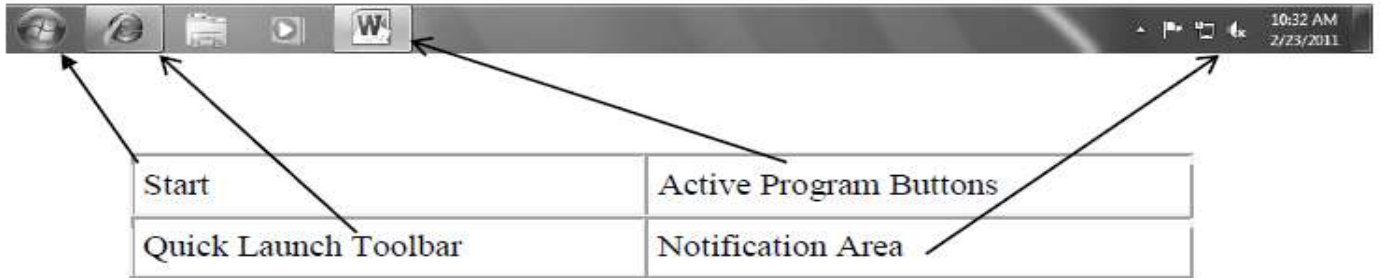 W
10:32 AM
2/23/2011
Start
Active Program Buttons
Quick Launch Toolbar
Notification Area